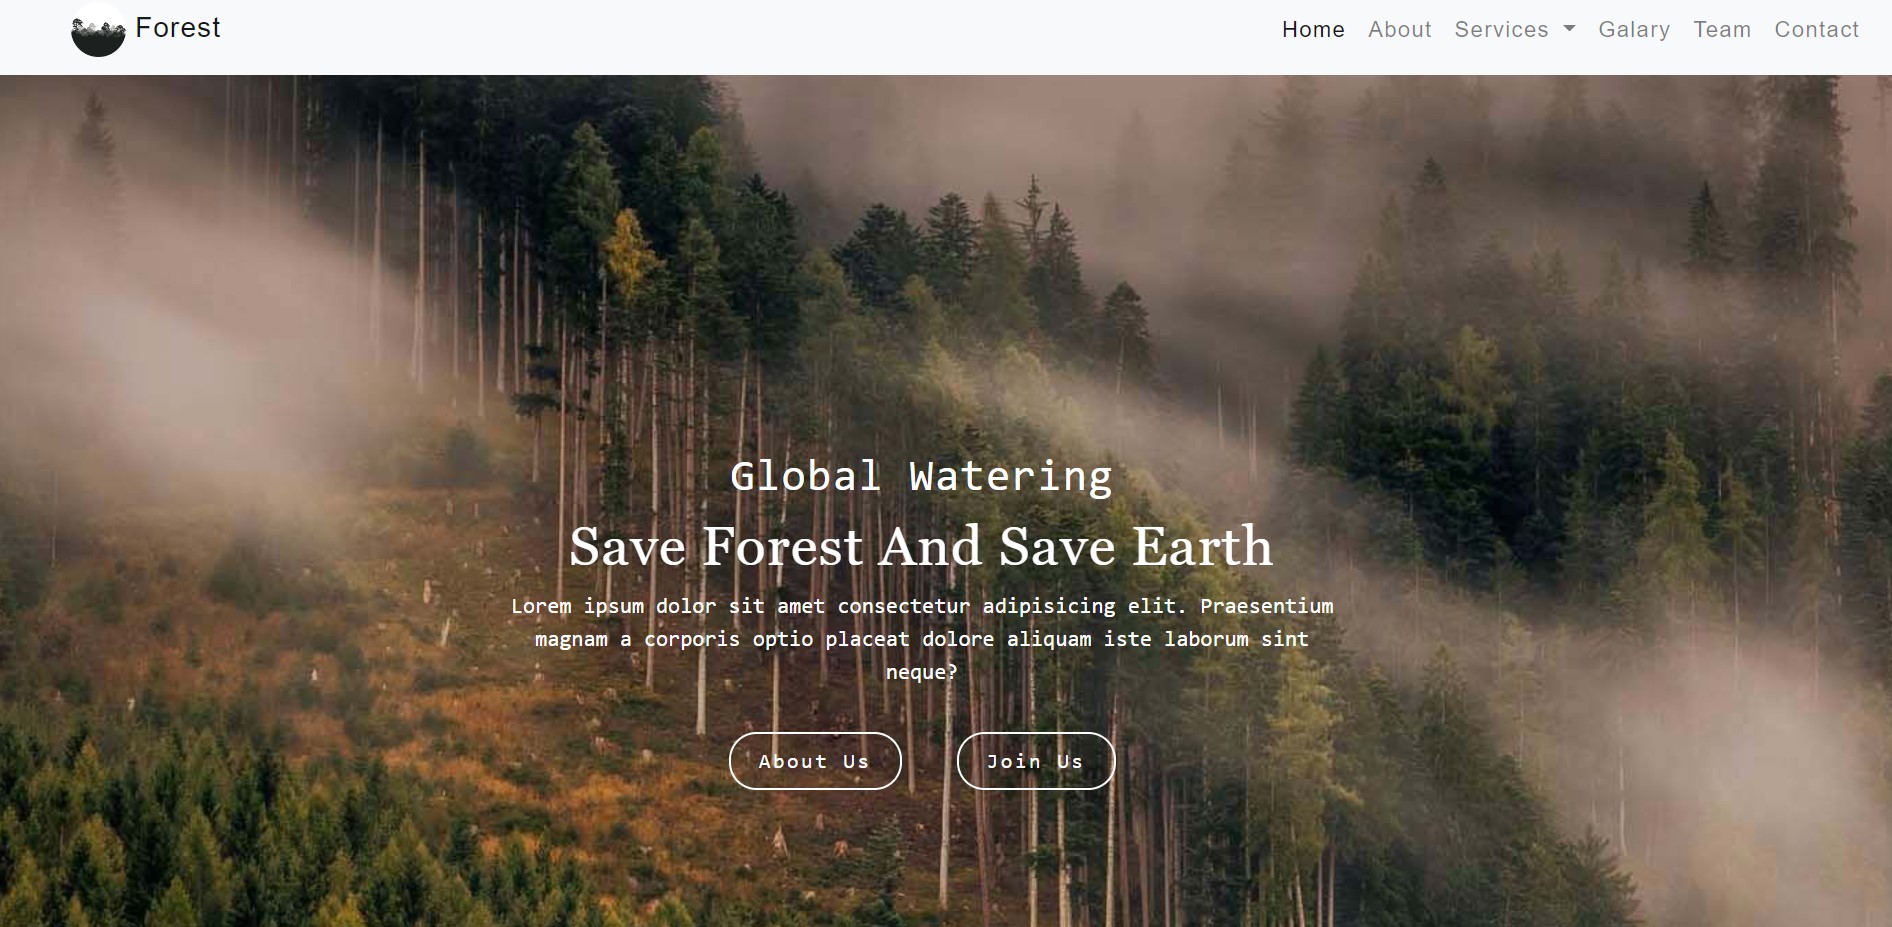 Forest
Home About Services Galary Team Contact
Global Watering
Save Forest And Save Earth
Lorem ipsum dolor sit amet consectetur adipisicing elit. Praesentium
magnam a corporis optio placeat dolore aliquam iste laborum sint
neque?
About Us
Join Us